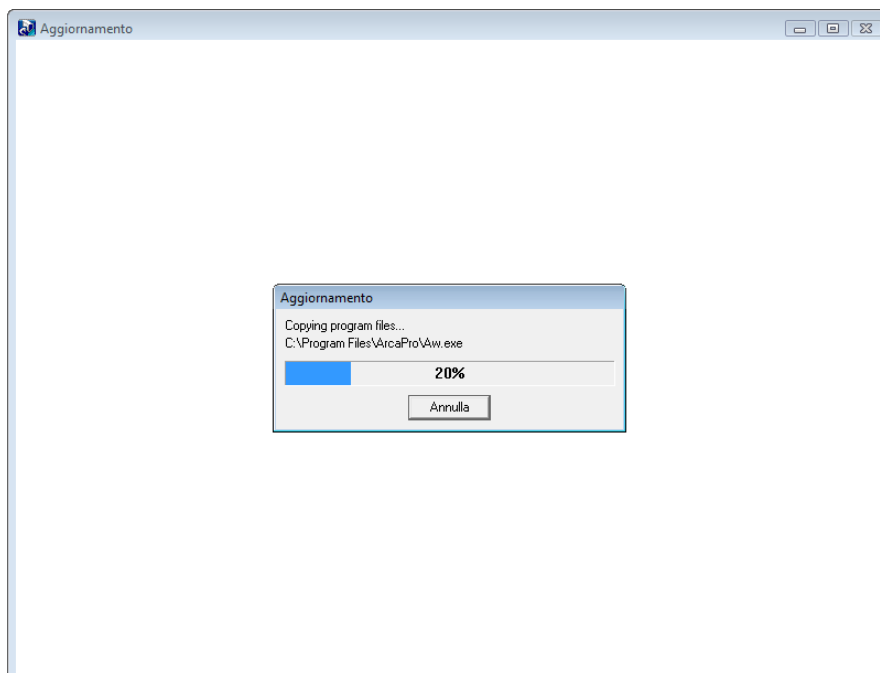 Aggiornamento
Aggiornamento
Copying program files...
C:\Program Files\ArcaPro\Aw.exe
20%
Annulla